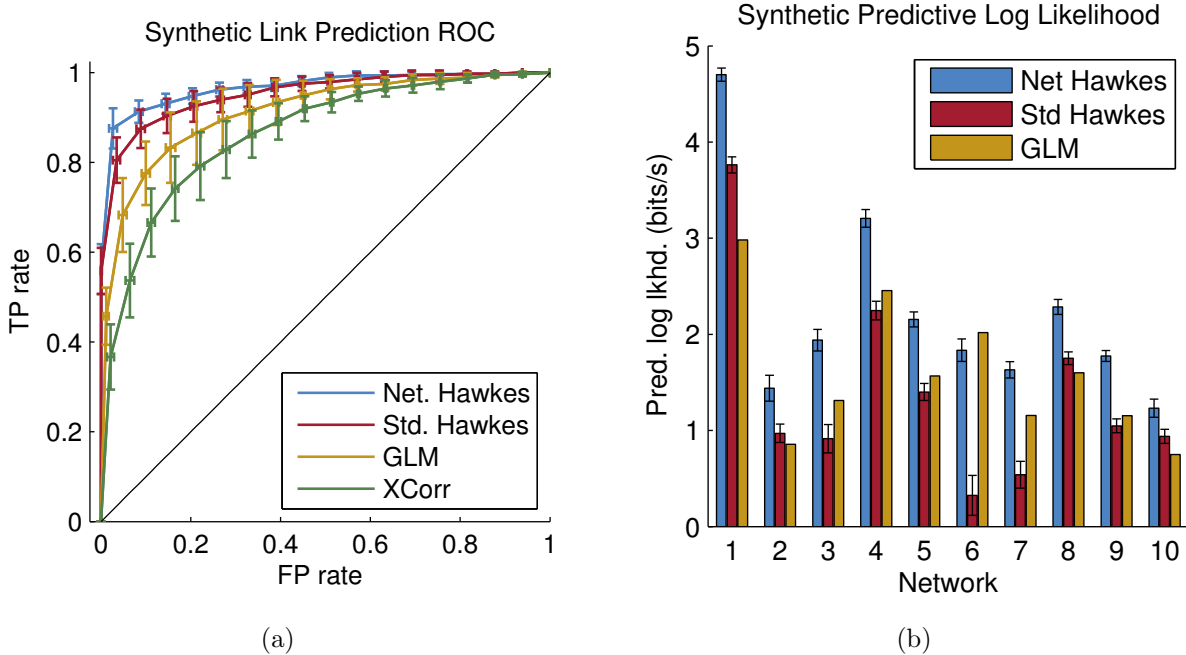 Synthetic Link Prediction ROC
1
0.8
0.6
0.4
0.2
0
TP rate
Net. Hawkes
Std. Hawkes
GLM
XCorr
0 0.2 0.4 0.6 0.8 1
FP rate
(a)
Synthetic Predictive Log Likelihood
5
4
3
2
1
0
Pred. log lkhd. (bits/s)
Net Hawkes
Std Hawkes
GLM
1 2 3 4 5 6 7 8 9 10
Network
(b)